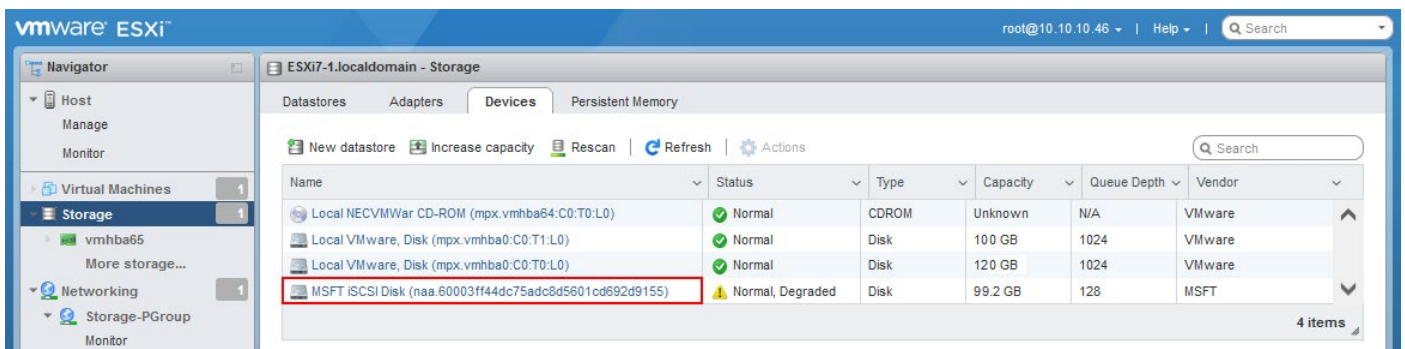 vmware ESXi™
root@10.10.10.46 | Help | Search
Navigator
Host
Manage
Monitor
Virtual Machines 1
Storage 1
vmhba65
More storage...
Networking 1
Storage-PGroup
Monitor
ESXi7-1.localdomain - Storage
Datastores Adapters Devices Persistent Memory
New datastore Increase capacity Rescan | Refresh | Actions
Search
Name Status Type Capacity Queue Depth Vendor
Local NECVMWar CD-ROM (mpx.vmhba64:C0:T0:L0) Normal CDROM Unknown N/A VMware
Local VMware, Disk (mpx.vmhba0:C0:T1:L0) Normal Disk 100 GB 1024 VMware
Local VMware, Disk (mpx.vmhba0:C0:T0:L0) Normal Disk 120 GB 1024 VMware
MSFT iSCSI Disk (naa.60003ff44dc75adc8d5601cd692d9155) Normal, Degraded Disk 99.2 GB 128 MSFT
4 items